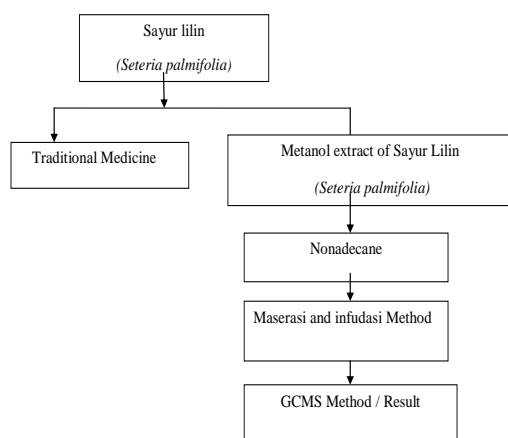 Sayur lilin
(Seteria palmifolia)
Traditional Medicine
Metanol extract of Sayur Lilin
(Seteria palmifolia)
Nonadecane
Maserasi and infudasi Method
GCMS Method / Result